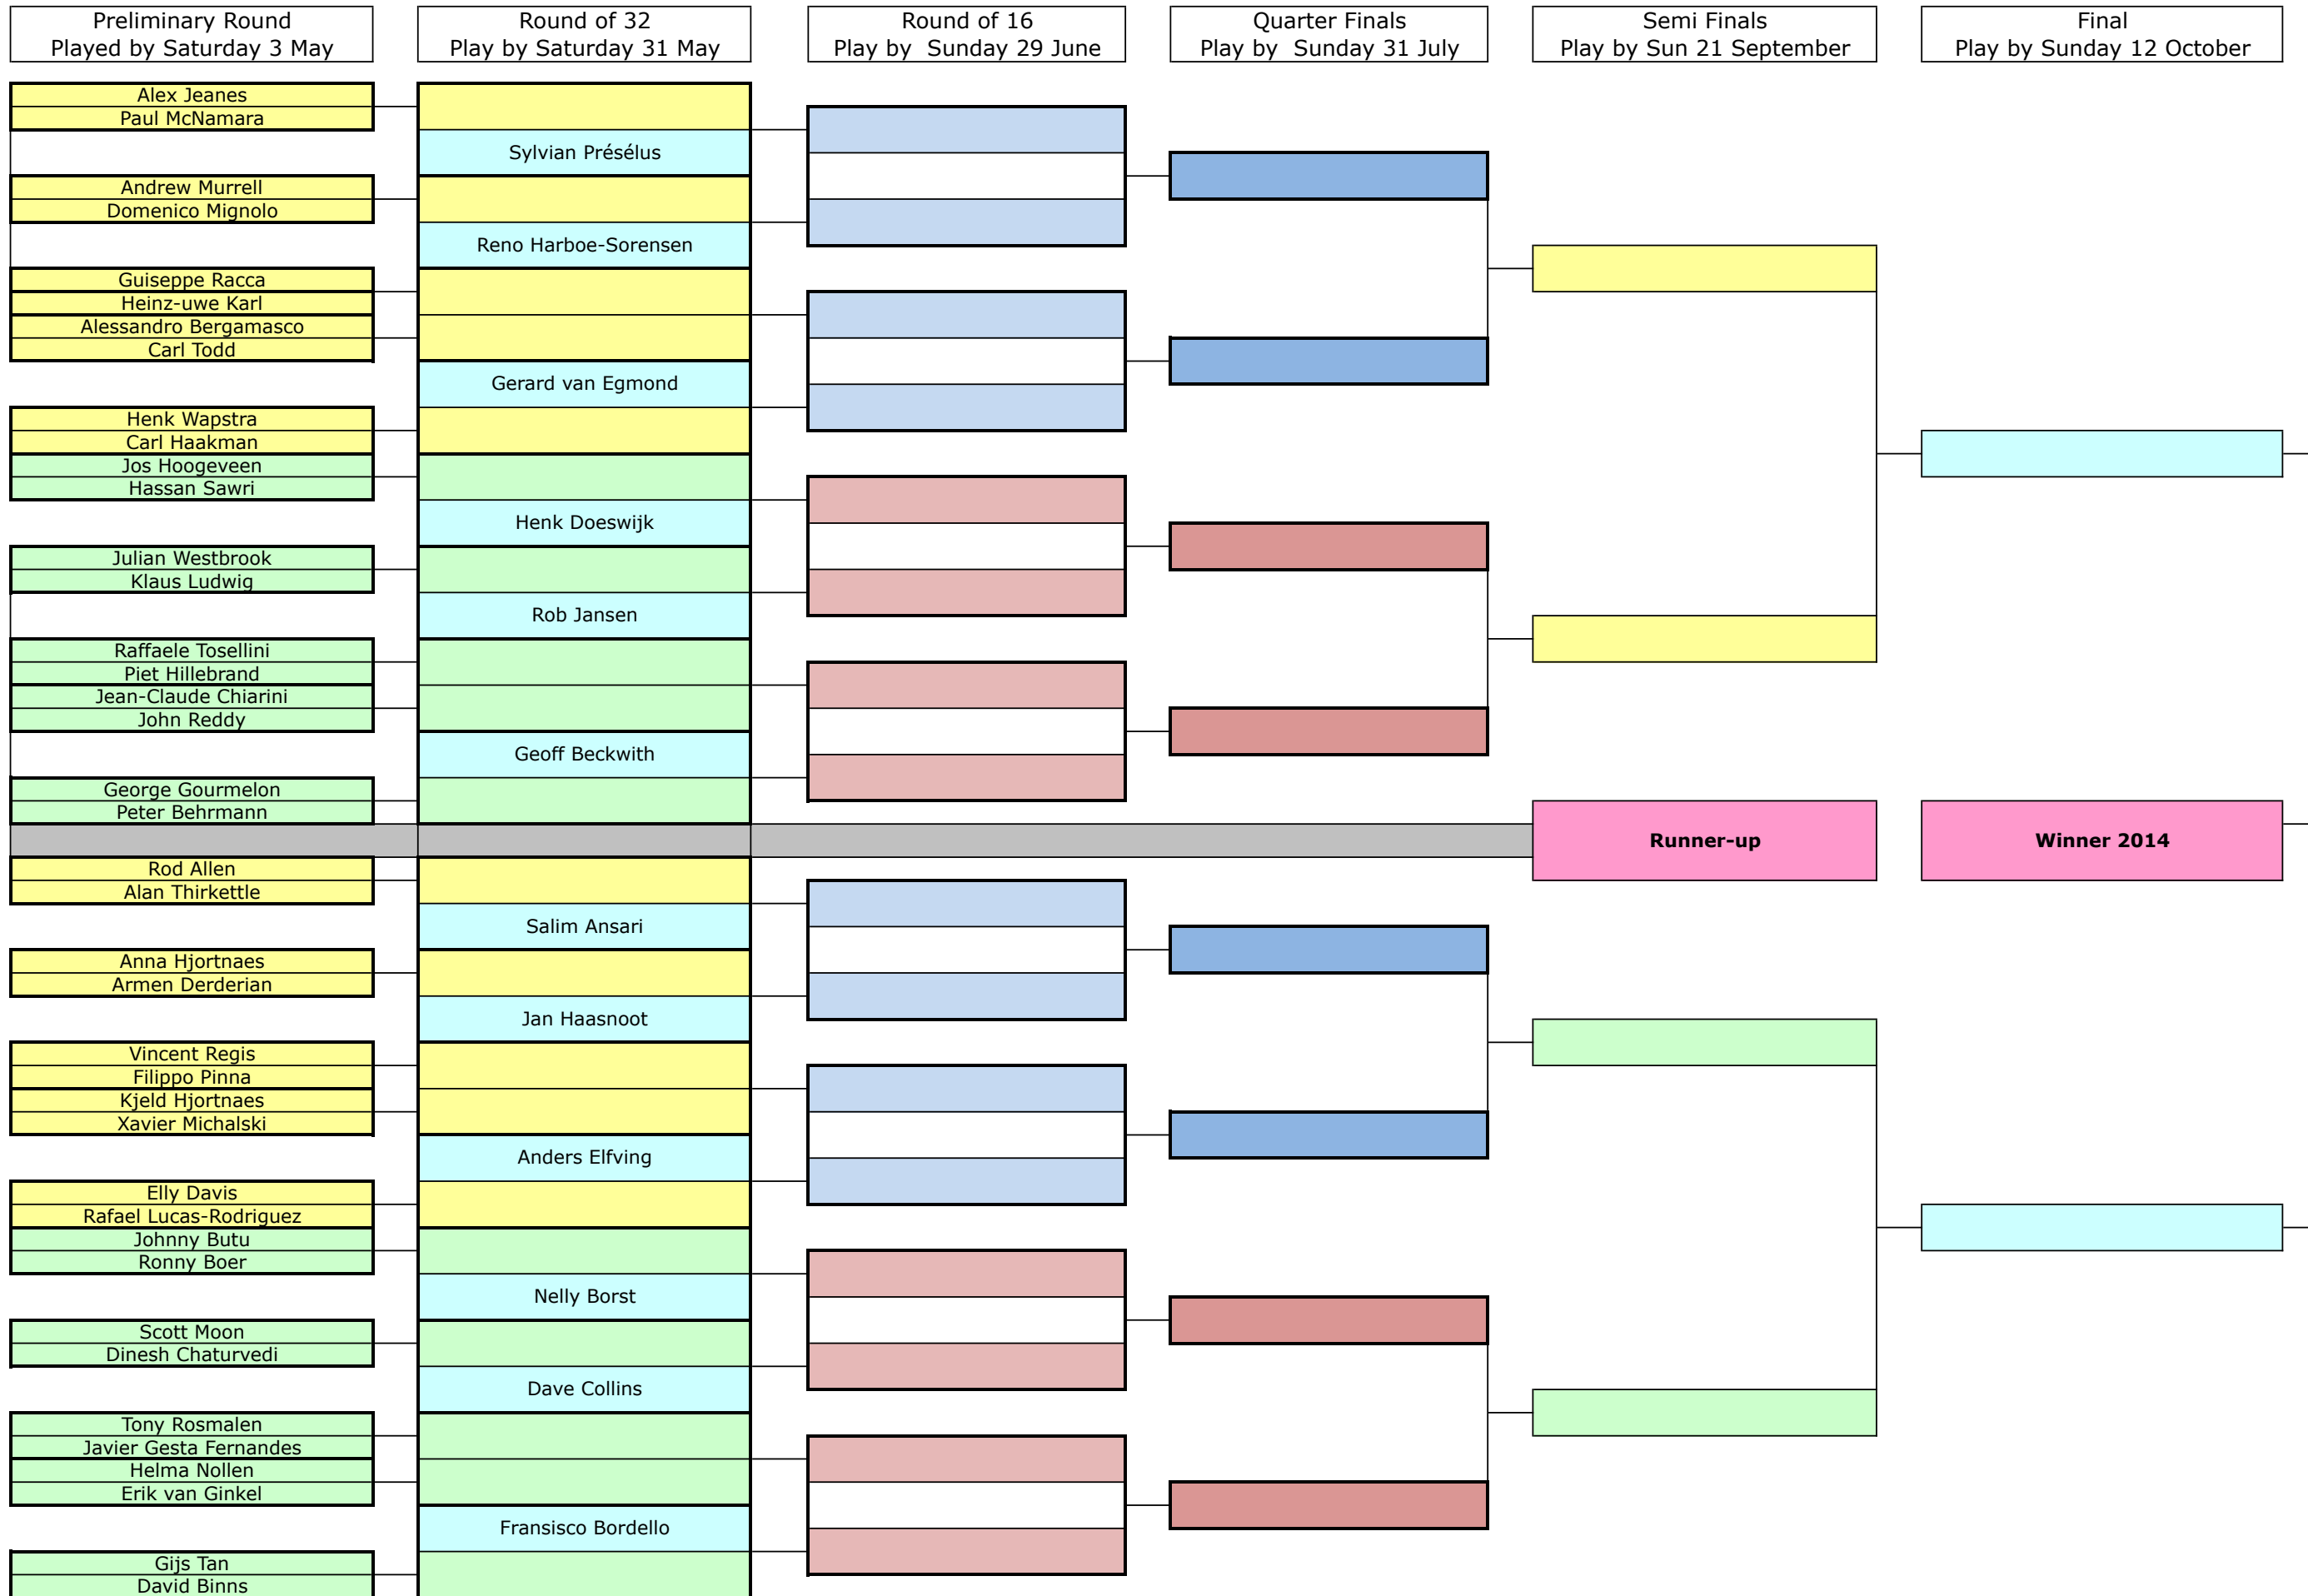 Preliminary Round
Played by Saturday 3 May
Round of 32
Play by Saturday 31 May
Round of 16
Play by  Sunday 29 June
Quarter Finals
Play by  Sunday 31 July
Semi Finals
Play by Sun 21 September
Final
Play by Sunday 12 October
Alex Jeanes
Paul McNamara
Sylvian Présélus
Andrew Murrell
Domenico Mignolo
Reno Harboe-Sorensen
Guiseppe Racca
Heinz-uwe Karl
Alessandro Bergamasco
Carl Todd
Gerard van Egmond
Henk Wapstra
Carl Haakman
Jos Hoogeveen
Hassan Sawri
Henk Doeswijk
Julian Westbrook
Klaus Ludwig
Rob Jansen
Raffaele Tosellini
Piet Hillebrand
Jean-Claude Chiarini
John Reddy
Geoff Beckwith
George Gourmelon
Peter Behrmann
Runner-up
Winner 2014
Rod Allen
Alan Thirkettle
Salim Ansari
Anna Hjortnaes
Armen Derderian
Jan Haasnoot
Vincent Regis
Filippo Pinna
Kjeld Hjortnaes
Xavier Michalski
Anders Elfving
Elly Davis
Rafael Lucas-Rodriguez
Johnny Butu
Ronny Boer
Nelly Borst
Scott Moon
Dinesh Chaturvedi
Dave Collins
Tony Rosmalen
Javier Gesta Fernandes
Helma Nollen
Erik van Ginkel
Fransisco Bordello
Gijs Tan
David Binns